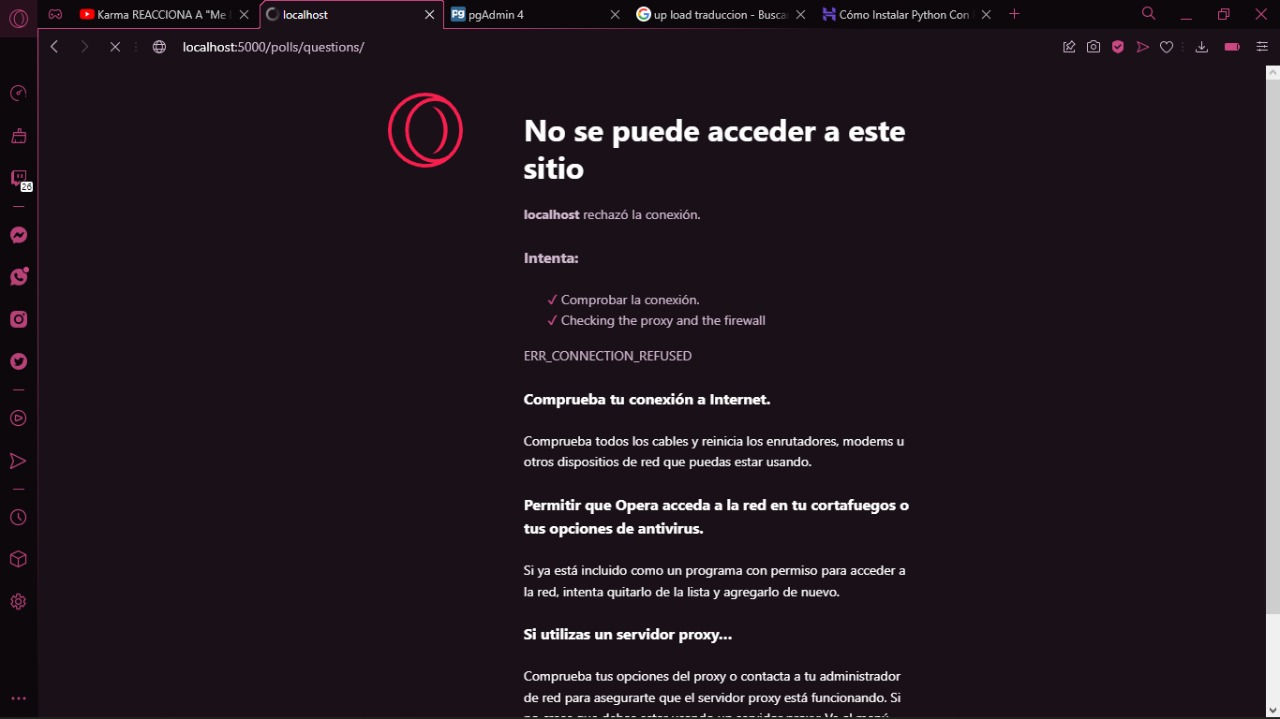 Karma REACCIONA A "Me
localhost
pgAdmin 4
up load traduccion - Busca
Cómo Instalar Python Con
localhost:5000/polls/questions/
26
No se puede acceder a este
sitio
localhost rechazó la conexión.
Intenta:
✓ Comprobar la conexión.
✓ Checking the proxy and the firewall
ERR_CONNECTION_REFUSED
Comprueba tu conexión a Internet.
Comprueba todos los cables y reinicia los enrutadores, modems u
otros dispositios de red que puedas estar usando.
Permitir que Opera acceda a la red en tu cortafuegos o
tus opciones de antivirus.
Si ya está incluido como un programa con permiso para acceder a
la red, intenta quitarlo de la lista y agregarlo de nuevo.
Si utilizas un servidor proxy...
Comprueba tus opciones del proxy o contacta a tu administrador
de red para asegurarte que el servidor proxy está funcionando. Si